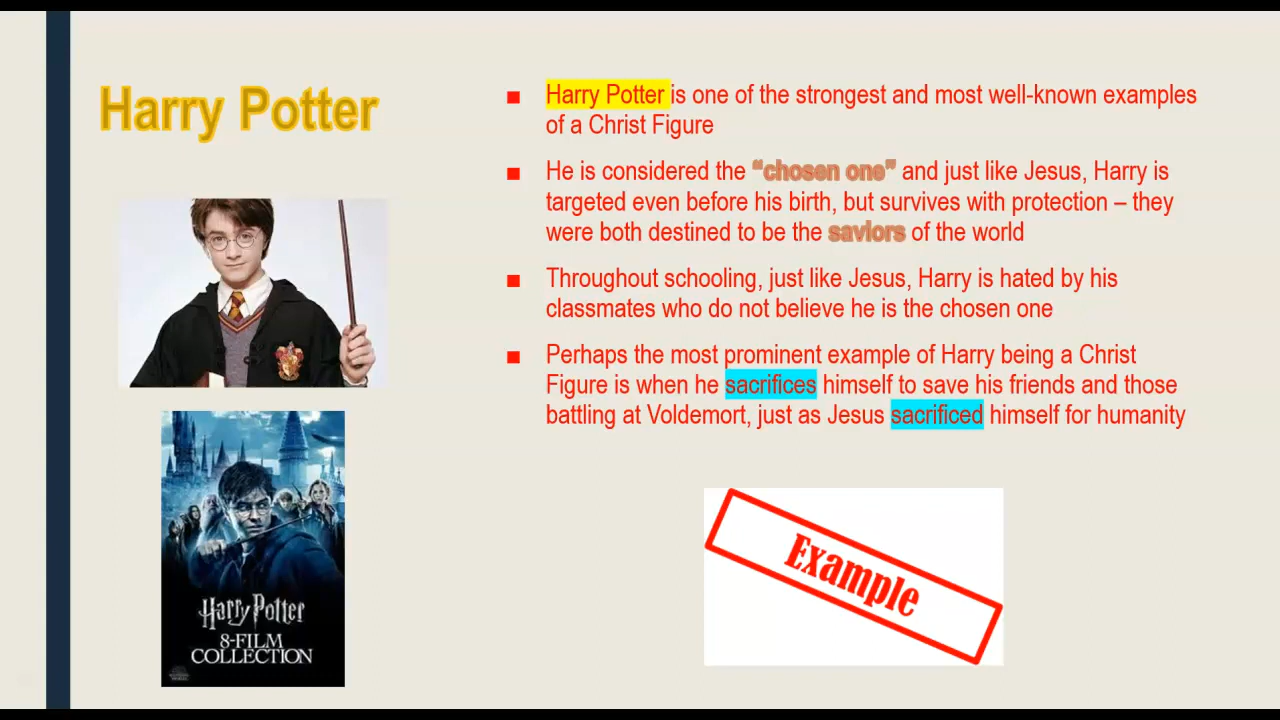 Harry Potter
Harry Potter is one of the strongest and most well-known examples
of a Christ Figure
He is considered the “chosen one” and just like Jesus, Harry is
targeted even before his birth, but survives with protection – they
were both destined to be the saviors of the world
Throughout schooling, just like Jesus, Harry is hated by his
classmates who do not believe he is the chosen one
Perhaps the most prominent example of Harry being a Christ
Figure is when he sacrifices himself to save his friends and those
battling at Voldemort, just as Jesus sacrificed himself for humanity
Harry Potter
8-FILM
COLLECTION
Example